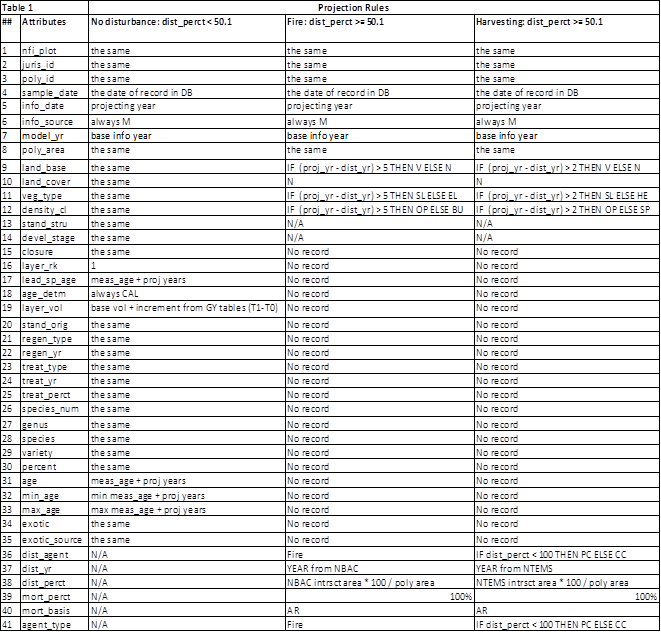 Table 1 Projection Rules
## Attributes No disturbance: dist_perct < 50.1 Fire: dist_perct >= 50.1 Harvesting: dist_perct >= 50.1
1 nfi_plot the same the same the same
2 juris_id the same the same the same
3 poly_id the same the same the same
4 sample_date the date of record in DB the date of record in DB the date of record in DB
5 info_date projecting year projecting year projecting year
6 info_source always M always M always M
7 model_yr base info year base info year base info year
8 poly_area the same the same the same
9 land_base the same IF (proj_yr - dist_yr) > 5 THEN V ELSE N IF (proj_yr - dist_yr) > 2 THEN V ELSE N
10 land_cover the same N N
11 veg_type the same IF (proj_yr - dist_yr) > 5 THEN SL ELSE EL IF (proj_yr - dist_yr) > 2 THEN SL ELSE HE
12 density_cl the same IF (proj_yr - dist_yr) > 5 THEN OP ELSE BU IF (proj_yr - dist_yr) > 2 THEN OP ELSE SP
13 stand_stru the same N/A N/A
14 devel_stage the same N/A N/A
15 closure the same No record No record
16 layer_rk 1 No record No record
17 lead_sp_age meas_age + proj years No record No record
18 age_detm always CAL No record No record
19 layer_vol base vol + increment from GY tables (T1-T0) No record No record
20 stand_orig the same No record No record
21 regen_type the same No record No record
22 regen_yr the same No record No record
23 treat_type the same No record No record
24 treat_yr the same No record No record
25 treat_perct the same No record No record
26 species_num the same No record No record
27 genus the same No record No record
28 species the same No record No record
29 variety the same No record No record
30 percent the same No record No record
31 age meas_age + proj years No record No record
32 min_age min meas_age + proj years No record No record
33 max_age max meas_age + proj years No record No record
34 exotic the same No record No record
35 exotic_source the same No record No record
36 dist_agent N/A Fire IF dist_perct < 100 THEN PC ELSE CC
37 dist_yr N/A YEAR from NBAC YEAR from NTEMS
38 dist_perct N/A NBAC intrsct area * 100 / poly area NTEMS intrsct area * 100 / poly area
39 mort_perct N/A 100% 100%
40 mort_basis N/A AR AR
41 agent_type N/A Fire IF dist_perct < 100 THEN PC ELSE CC